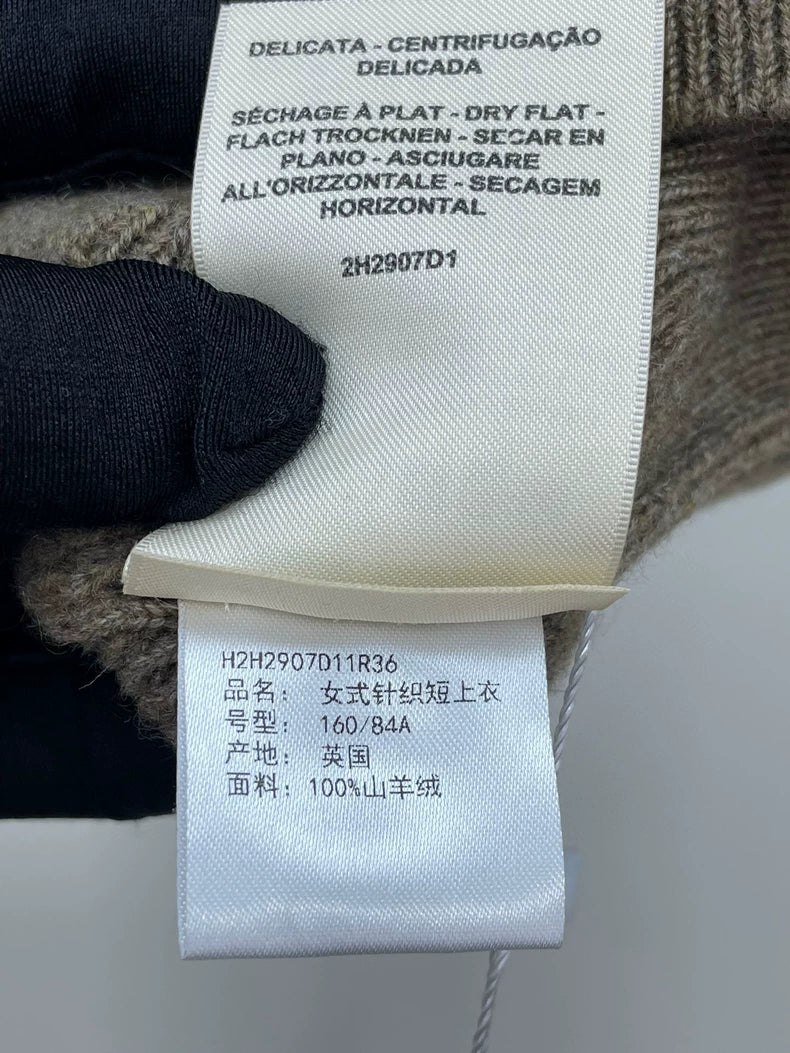 DELICATA - CENTRIFUGAÇÃO
DELICADA
SÉCHAGE À PLAT - DRY FLAT -
FLACH TROCKNEN - SECAR EN
PLANO - ASCIUGARE
ALL'ORIZZONTALE - SECAGEM
HORIZONTAL
2H2907D1
H2H2907D11R36
品名: 女式针织短上衣
号型: 160/84A
产地: 英国
面料: 100%山羊绒